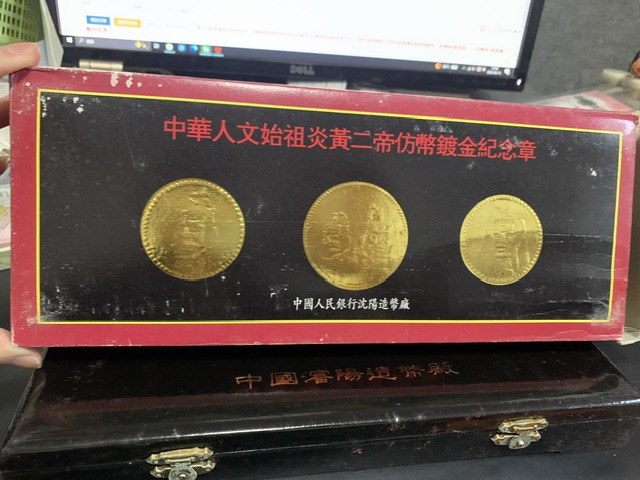 DELL
中華人文始祖炎黃二帝仿幣鍍金紀念章
中國人民銀行沈陽造幣廠
中國瀋陽造幣廠